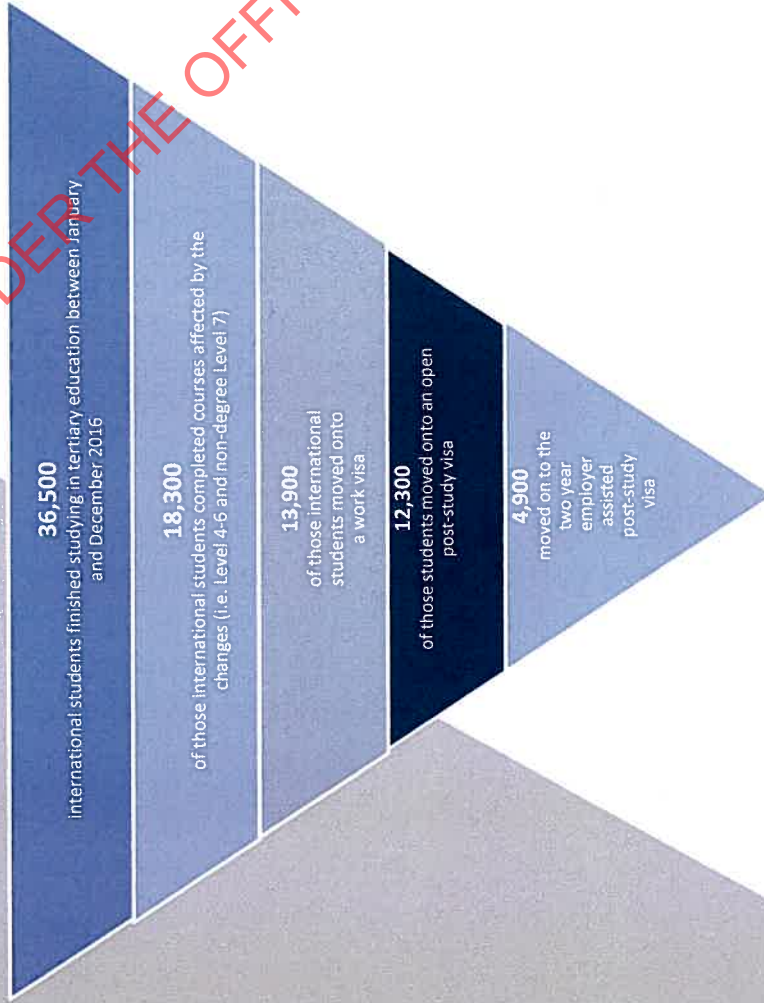 DER THE OFFI
36,500
international students finished studying in tertiary education between January
and December 2016
18,300
of those international students completed courses affected by the
changes (i.e. Level 4-6 and non-degree Level 7)
13,900
of those international
students moved onto
a work visa
12,300
of those students moved onto an open
post-study visa
4,900
moved on to the
two year
employer
assisted
post-study
visa